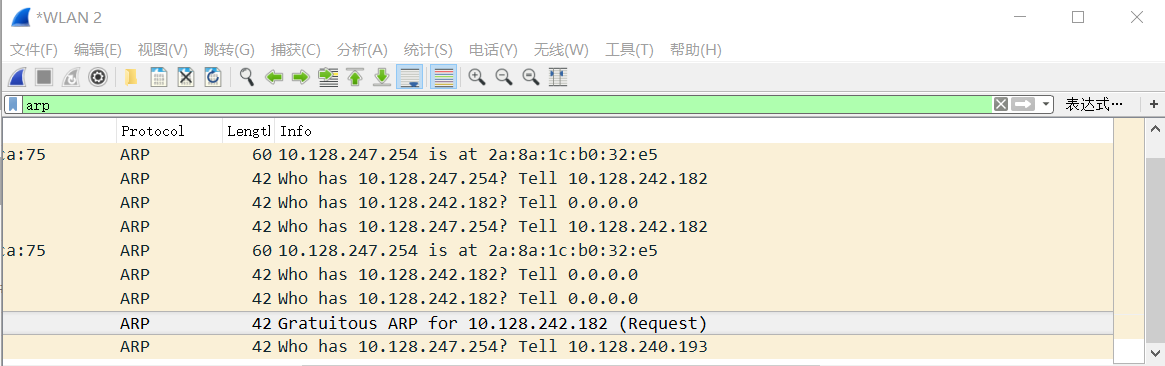 *WLAN 2
文件(F) 编辑(E) 视图(V) 跳转(G) 捕获(C) 分析(A) 统计(S) 电话(Y) 无线(W) 工具(T) 帮助(H)
arp 表达式… +
Protocol Length Info
ca:75 ARP 60 10.128.247.254 is at 2a:8a:1c:b0:32:e5
ARP 42 Who has 10.128.247.254? Tell 10.128.242.182
ARP 42 Who has 10.128.242.182? Tell 0.0.0.0
ARP 42 Who has 10.128.247.254? Tell 10.128.242.182
ca:75 ARP 60 10.128.247.254 is at 2a:8a:1c:b0:32:e5
ARP 42 Who has 10.128.242.182? Tell 0.0.0.0
ARP 42 Who has 10.128.242.182? Tell 0.0.0.0
ARP 42 Gratuitous ARP for 10.128.242.182 (Request)
ARP 42 Who has 10.128.247.254? Tell 10.128.240.193